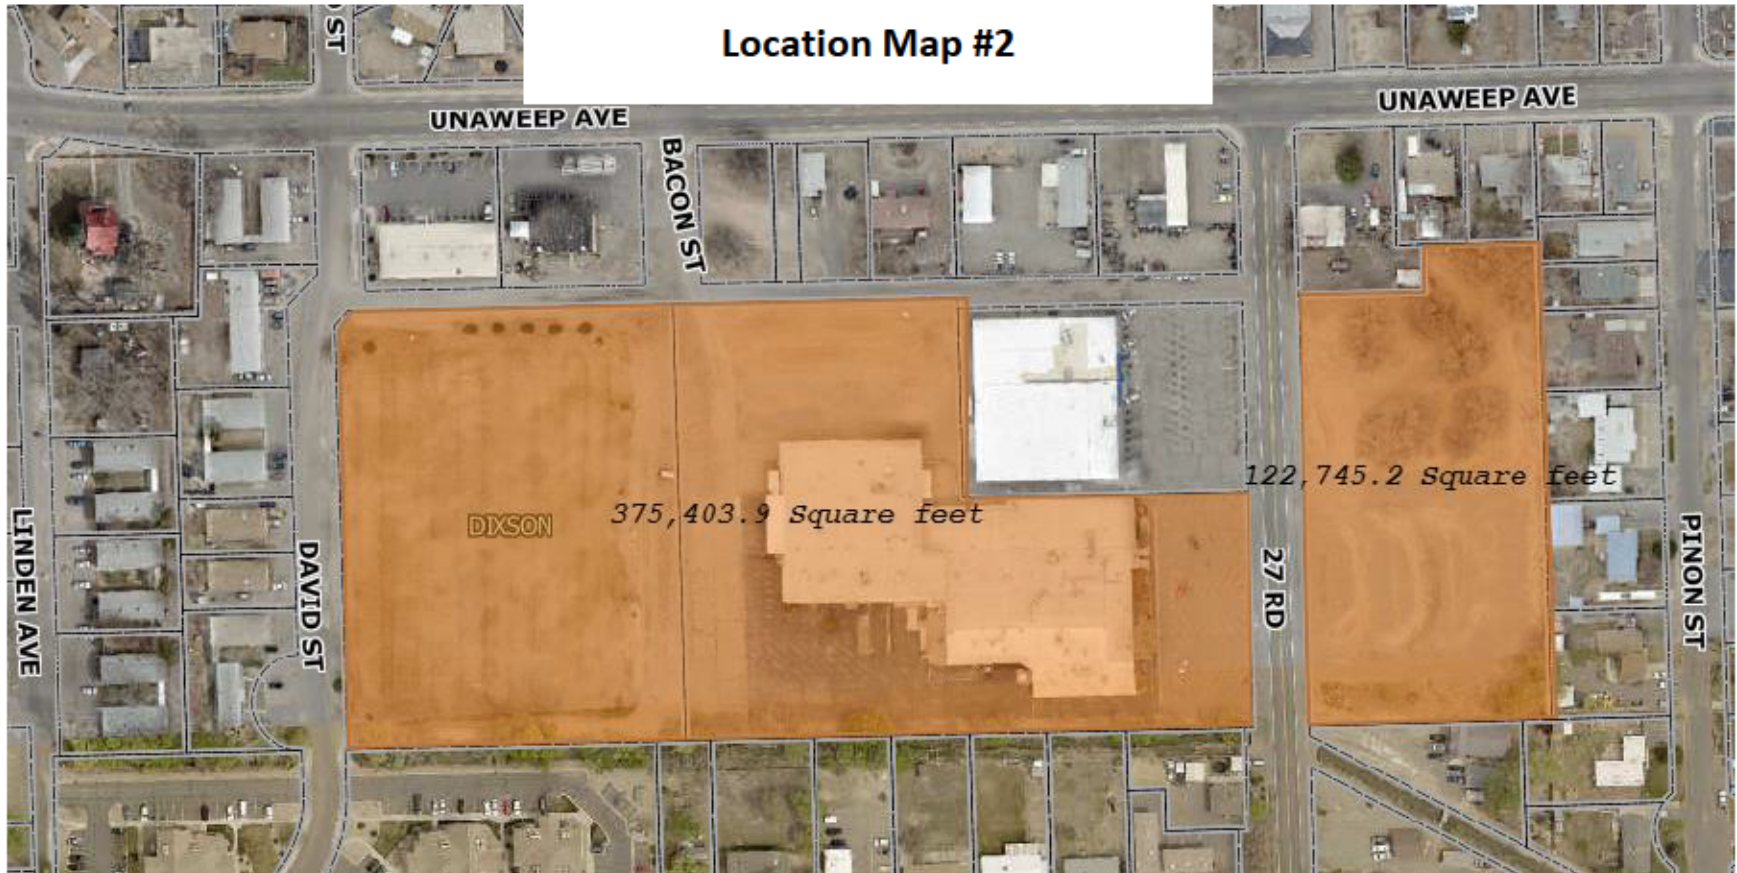 Location Map #2
D ST
UNAWEEP AVE
UNAWEEP AVE
BACON ST
122,745.2 Square feet
375,403.9 Square feet
DIXSON
LINDEN AVE
DAVID ST
27 RD
PINON ST